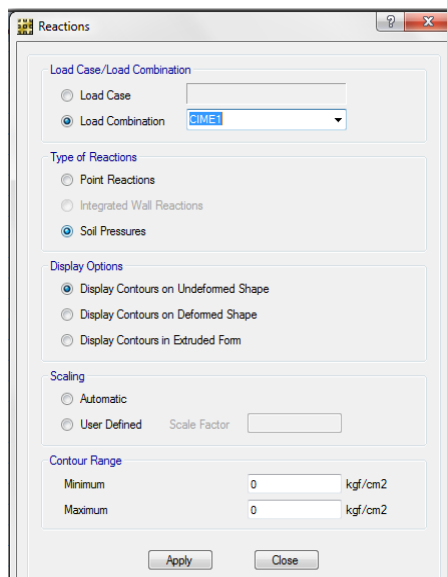 Reactions
Load Case/Load Combination
Load Case
Load Combination CIME1
Type of Reactions
Point Reactions
Integrated Wall Reactions
Soil Pressures
Display Options
Display Contours on Undeformed Shape
Display Contours on Deformed Shape
Display Contours in Extruded Form
Scaling
Automatic
User Defined Scale Factor
Contour Range
Minimum 0 kgf/cm2
Maximum 0 kgf/cm2
Apply Close